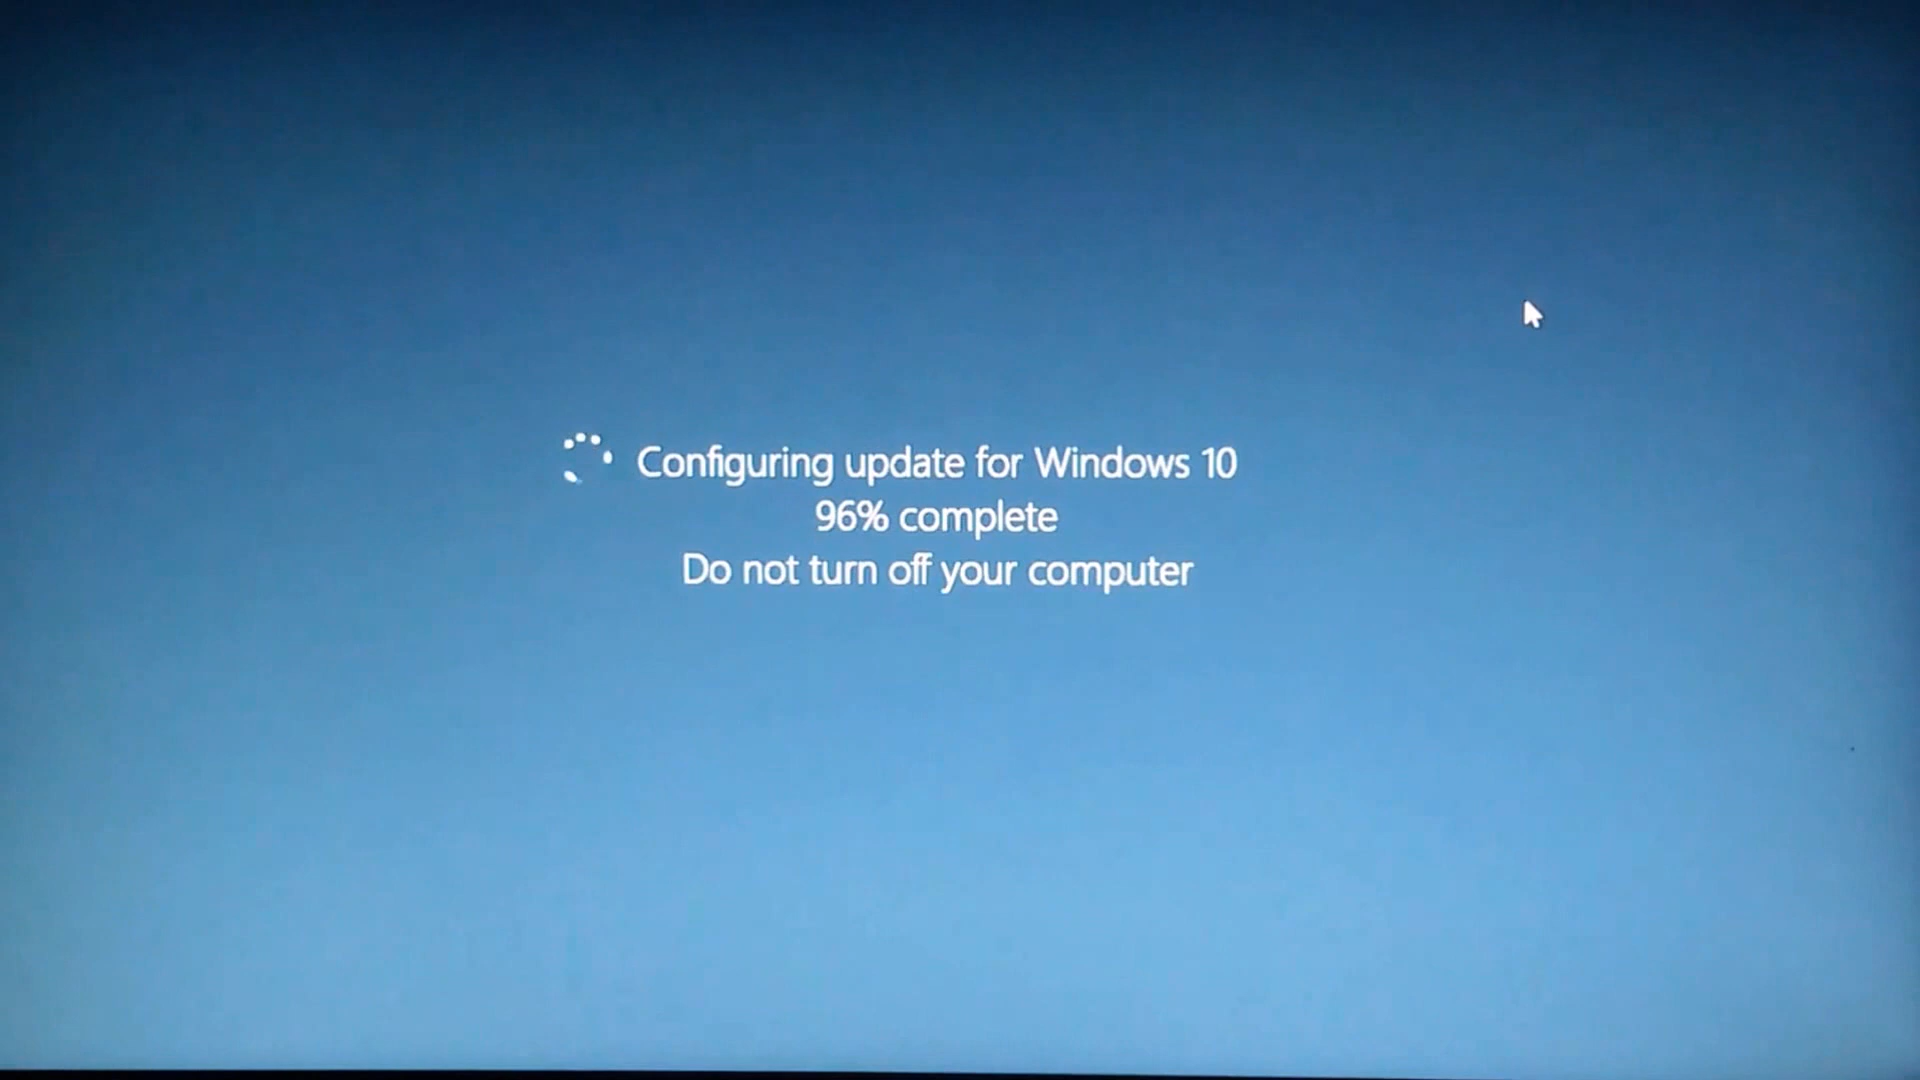 Configuring update for Windows 10
96% complete
Do not turn off your computer